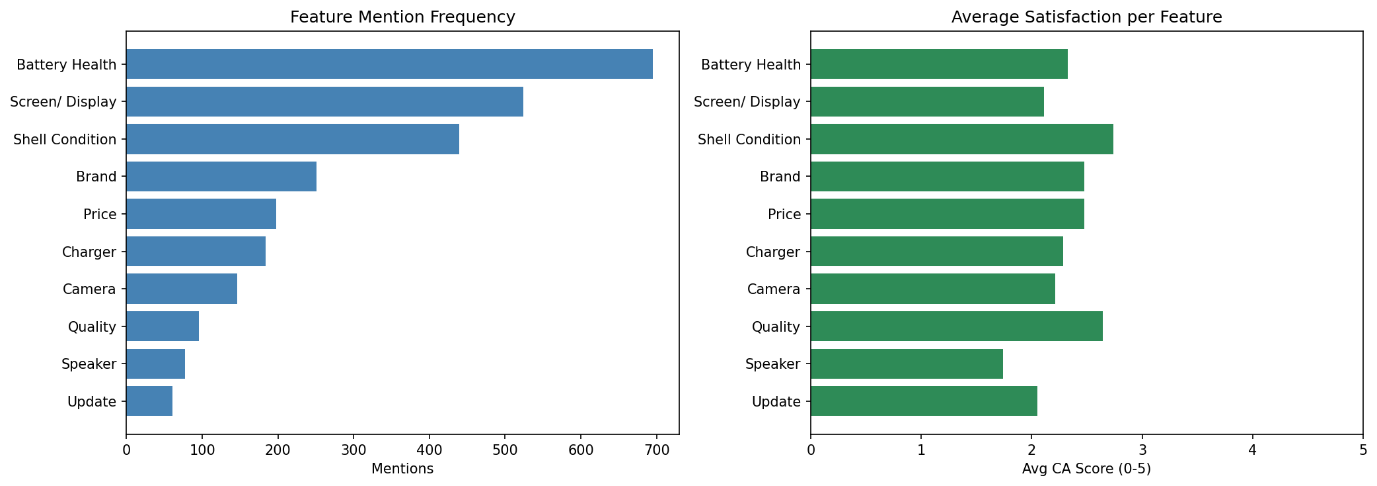 Feature Mention Frequency
Battery Health
Screen/ Display
Shell Condition
Brand
Price
Charger
Camera
Quality
Speaker
Update
0 100 200 300 400 500 600 700
Mentions
Average Satisfaction per Feature
Battery Health
Screen/ Display
Shell Condition
Brand
Price
Charger
Camera
Quality
Speaker
Update
0 1 2 3 4 5
Avg CA Score (0-5)